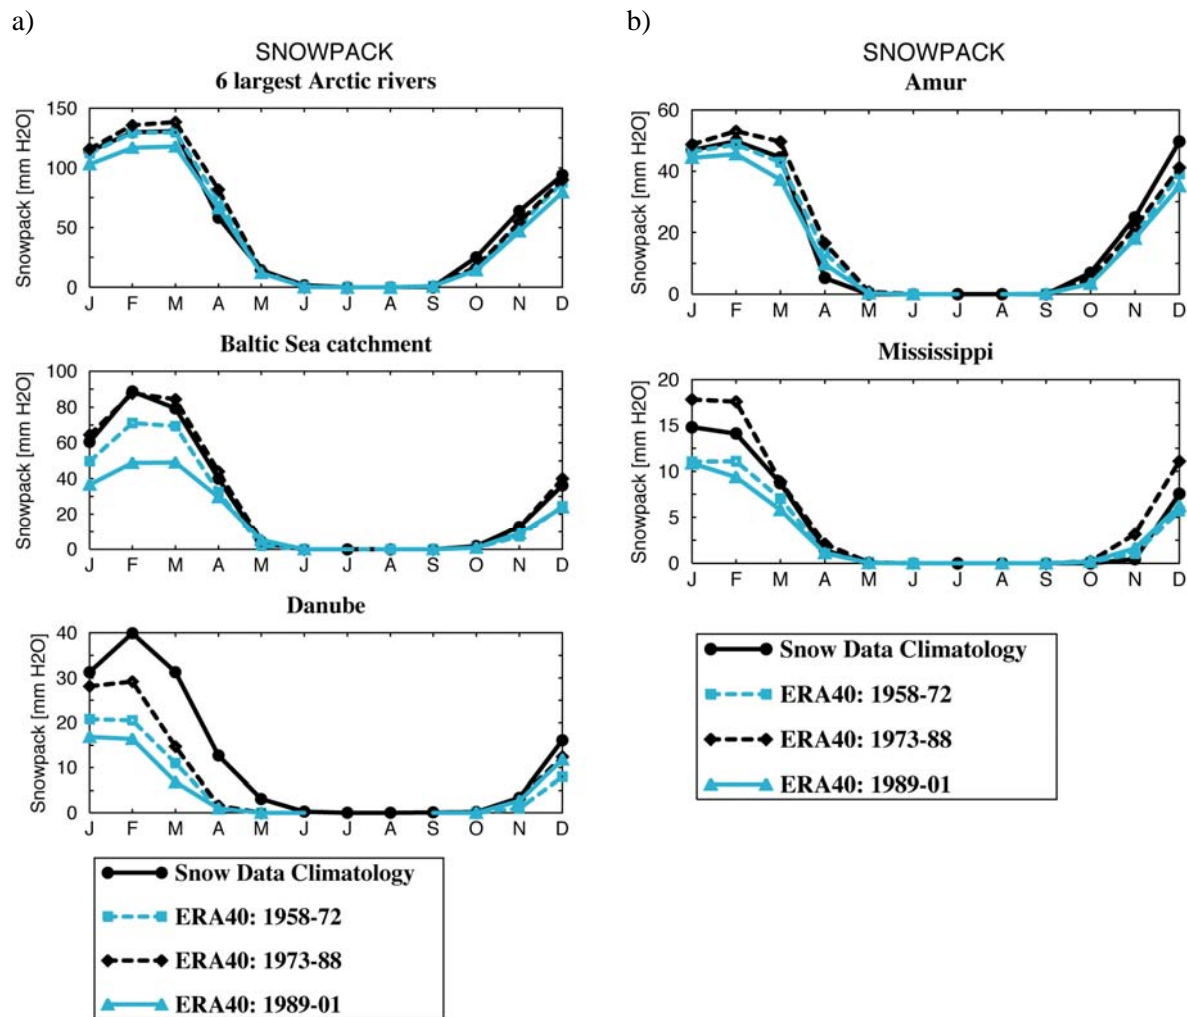 a)
SNOWPACK
6 largest Arctic rivers
Snowpack [mm H2O]
150
100
50
0
J F M A M J J A S O N D
Baltic Sea catchment
Snowpack [mm H2O]
100
80
60
40
20
0
J F M A M J J A S O N D
Danube
Snowpack [mm H2O]
40
30
20
10
0
J F M A M J J A S O N D
Snow Data Climatology
ERA40: 1958-72
ERA40: 1973-88
ERA40: 1989-01
b)
SNOWPACK
Amur
Snowpack [mm H2O]
60
40
20
0
J F M A M J J A S O N D
Mississippi
Snowpack [mm H2O]
20
15
10
5
0
J F M A M J J A S O N D
Snow Data Climatology
ERA40: 1958-72
ERA40: 1973-88
ERA40: 1989-01